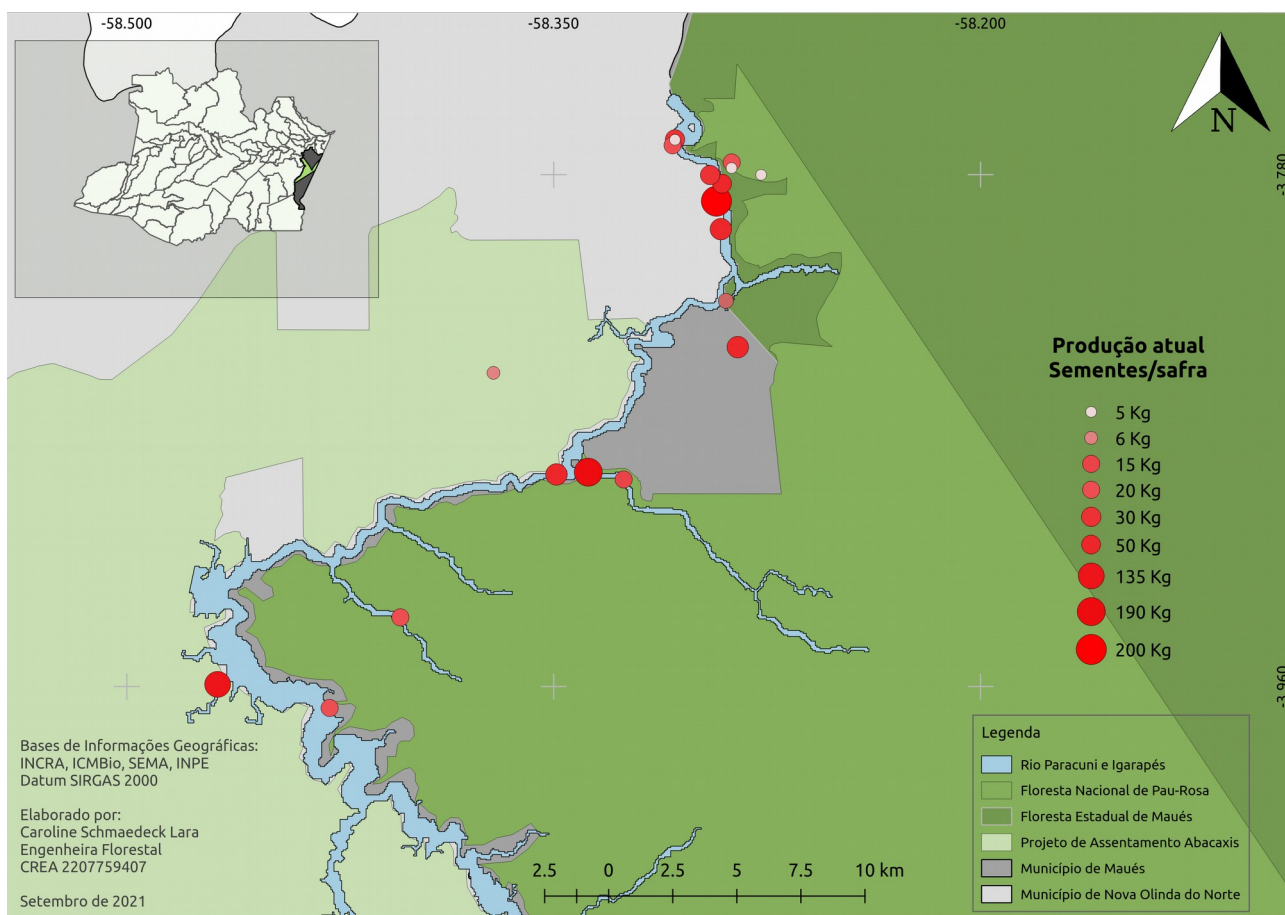 -58.500
-58.350
-58.200
N
-3.780
Produção atual
Sementes/safra
5 Kg
6 Kg
15 Kg
20 Kg
30 Kg
50 Kg
135 Kg
190 Kg
200 Kg
-3.960
Bases de Informações Geográficas:
INCRA, ICMBio, SEMA, INPE
Datum SIRGAS 2000
Elaborado por:
Caroline Schmaedeck Lara
Engenheira Florestal
CREA 2207759407
Setembro de 2021
2.5 0 2.5 5 7.5 10 km
Legenda
Rio Paracuni e Igarapés
Floresta Nacional de Pau-Rosa
Floresta Estadual de Maués
Projeto de Assentamento Abacaxis
Município de Maués
Município de Nova Olinda do Norte